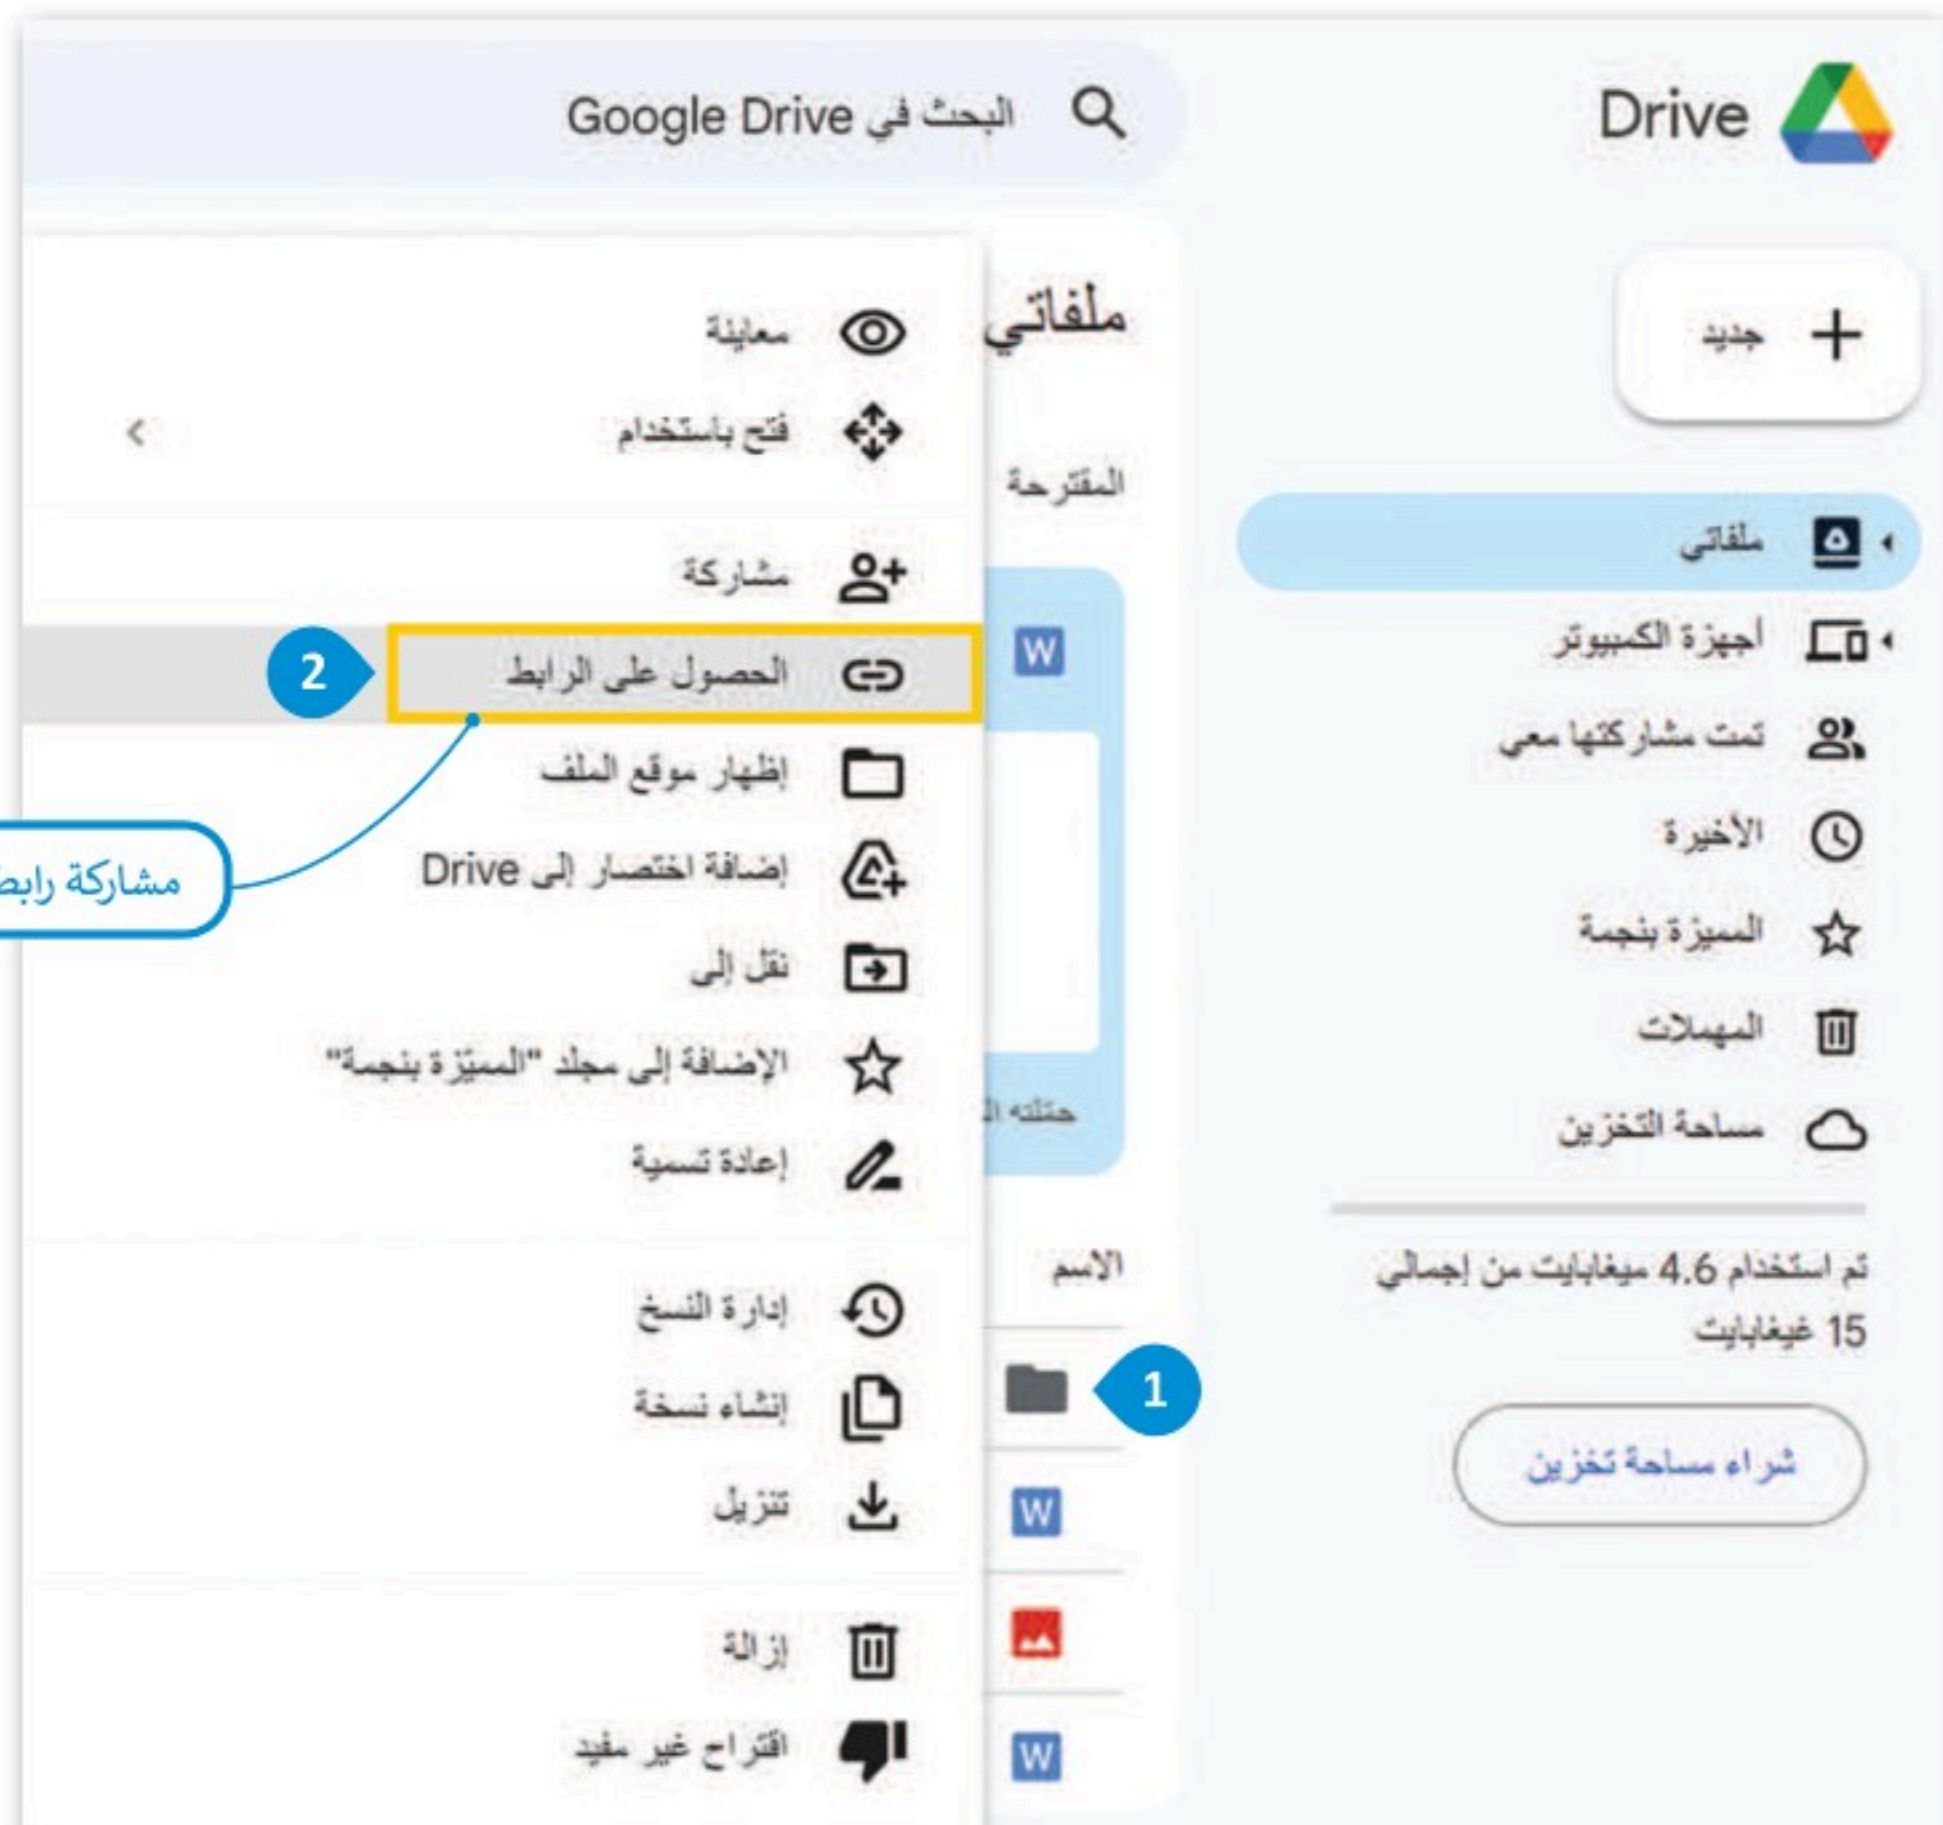 Drive
البحث في Google Drive
جديد
ملفاتي
أجهزة الكمبيوتر
تمت مشاركتها معي
الأخيرة
المميزة بنجمة
المهملات
مساحة التخزين
تم استخدام 4.6 ميغابايت من إجمالي
15 غيغابايت
شراء مساحة تخزين
ملفاتي
المقترحة
W
الاسم
1
W
W
معاينة
فتح باستخدام
مشاركة
الحصول على الرابط
2
إظهار موقع الملف
إضافة اختصار إلى Drive
نقل إلى
الإضافة إلى مجلد "المميّزة بنجمة"
إعادة تسمية
إدارة النسخ
إنشاء نسخة
تنزيل
إزالة
اقتراح غير مفيد
مشاركة